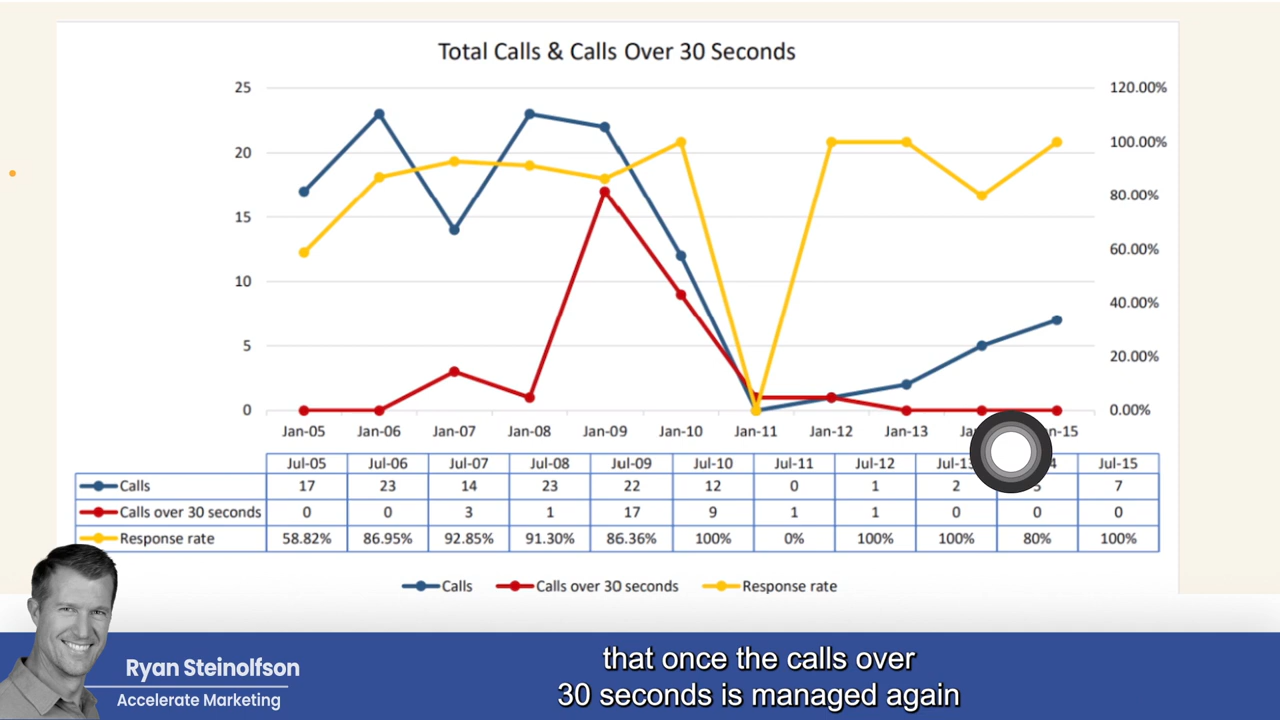 Total Calls & Calls Over 30 Seconds
25 120.00%
20 100.00%
15 80.00%
10 60.00%
5 40.00%
0 20.00%
0.00%
Jan-05 Jan-06 Jan-07 Jan-08 Jan-09 Jan-10 Jan-11 Jan-12 Jan-13 n-15
Jul-05 Jul-06 Jul-07 Jul-08 Jul-09 Jul-10 Jul-11 Jul-12 Jul-13 4 Jul-15
Calls 17 23 14 23 22 12 0 1 2 5 7
Calls over 30 seconds 0 0 3 1 17 9 1 1 0 0 0
Response rate 58.82% 86.95% 92.85% 91.30% 86.36% 100% 0% 100% 100% 80% 100%
Calls Calls over 30 seconds Response rate
Ryan Steinolfson
Accelerate Marketing
that once the calls over
30 seconds is managed again